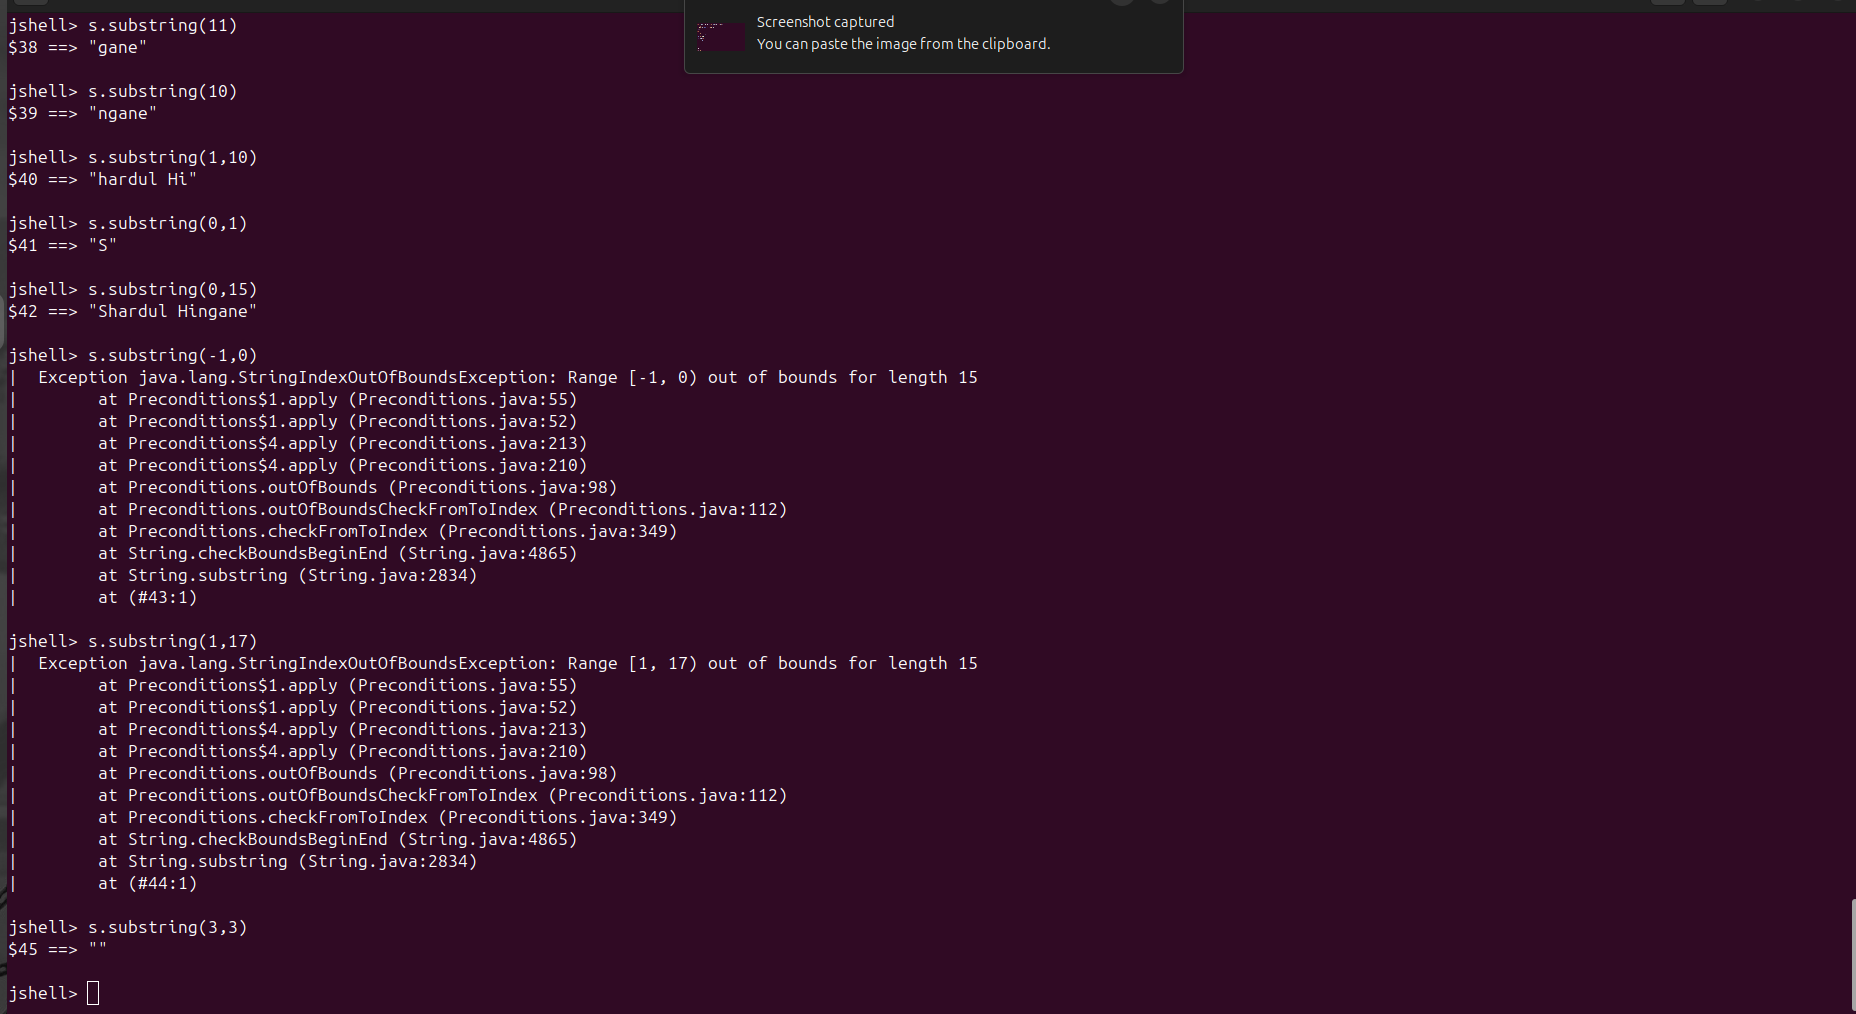 Screenshot captured
You can paste the image from the clipboard.
jshell> s.substring(11)
$38 ==> "gane"
jshell> s.substring(10)
$39 ==> "ngane"
jshell> s.substring(1,10)
$40 ==> "hardul Hi"
jshell> s.substring(0,1)
$41 ==> "S"
jshell> s.substring(0,15)
$42 ==> "Shardul Hingane"
jshell> s.substring(-1,0)
|  Exception java.lang.StringIndexOutOfBoundsException: Range [-1, 0) out of bounds for length 15
|        at Preconditions$1.apply (Preconditions.java:55)
|        at Preconditions$1.apply (Preconditions.java:52)
|        at Preconditions$4.apply (Preconditions.java:213)
|        at Preconditions$4.apply (Preconditions.java:210)
|        at Preconditions.outOfBounds (Preconditions.java:98)
|        at Preconditions.outOfBoundsCheckFromToIndex (Preconditions.java:112)
|        at Preconditions.checkFromToIndex (Preconditions.java:349)
|        at String.checkBoundsBeginEnd (String.java:4865)
|        at String.substring (String.java:2834)
|        at (#43:1)
jshell> s.substring(1,17)
|  Exception java.lang.StringIndexOutOfBoundsException: Range [1, 17) out of bounds for length 15
|        at Preconditions$1.apply (Preconditions.java:55)
|        at Preconditions$1.apply (Preconditions.java:52)
|        at Preconditions$4.apply (Preconditions.java:213)
|        at Preconditions$4.apply (Preconditions.java:210)
|        at Preconditions.outOfBounds (Preconditions.java:98)
|        at Preconditions.outOfBoundsCheckFromToIndex (Preconditions.java:112)
|        at Preconditions.checkFromToIndex (Preconditions.java:349)
|        at String.checkBoundsBeginEnd (String.java:4865)
|        at String.substring (String.java:2834)
|        at (#44:1)
jshell> s.substring(3,3)
$45 ==> ""
jshell>